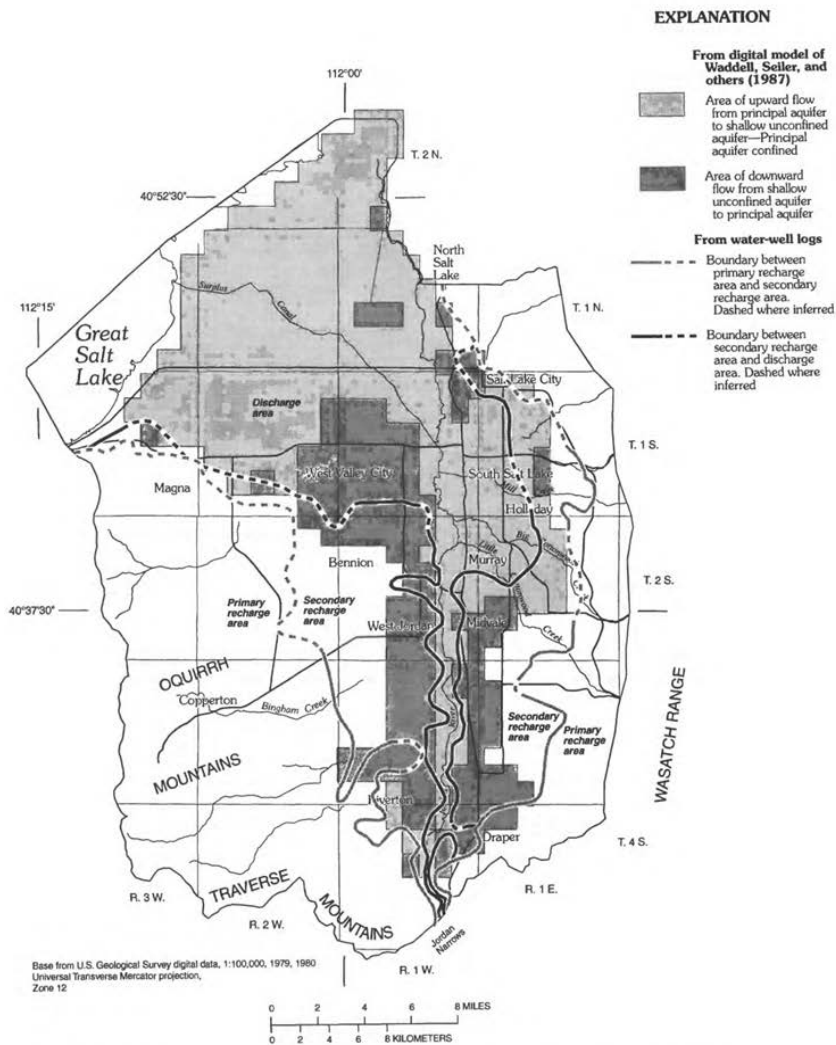 EXPLANATION
From digital model of
Waddell, Seiler, and
others (1987)
Area of upward flow
from principal aquifer
to shallow unconfined
aquifer—Principal
aquifer confined
Area of downward
flow from shallow
unconfined aquifer
to principal aquifer
From water-well logs
Boundary between
primary recharge
area and secondary
recharge area.
Dashed where
inferred
Boundary between
secondary recharge
area and discharge
area. Dashed where
inferred
112°00'
T. 2 N.
40°52'30"
North
Salt
Lake
112°15'
Surplus
Canal
T. 1 N.
Great
Salt
Lake
Salt Lake City
Discharge
area
T. 1 S.
West Valley City
South Salt Lake
Mill
Magna
Holladay
Big
Little
Murray
Bennion
T. 2 S.
40°37'30"
Primary
recharge
area
Secondary
recharge area
West Jordan
Midvale
Creek
OQUIRRH
Copperton
Bingham Creek
River
Secondary
recharge
area
Primary
recharge
area
WASATCH RANGE
MOUNTAINS
Riverton
Draper
T. 4 S.
R. 3 W.
TRAVERSE
R. 1 E.
R. 2 W.
MOUNTAINS
Jordan
Narrows
R. 1 W.
Base from U.S. Geological Survey digital data, 1:100,000, 1979, 1980
Universal Transverse Mercator projection,
Zone 12
0 2 4 6 8 MILES
0 2 4 6 8 KILOMETERS